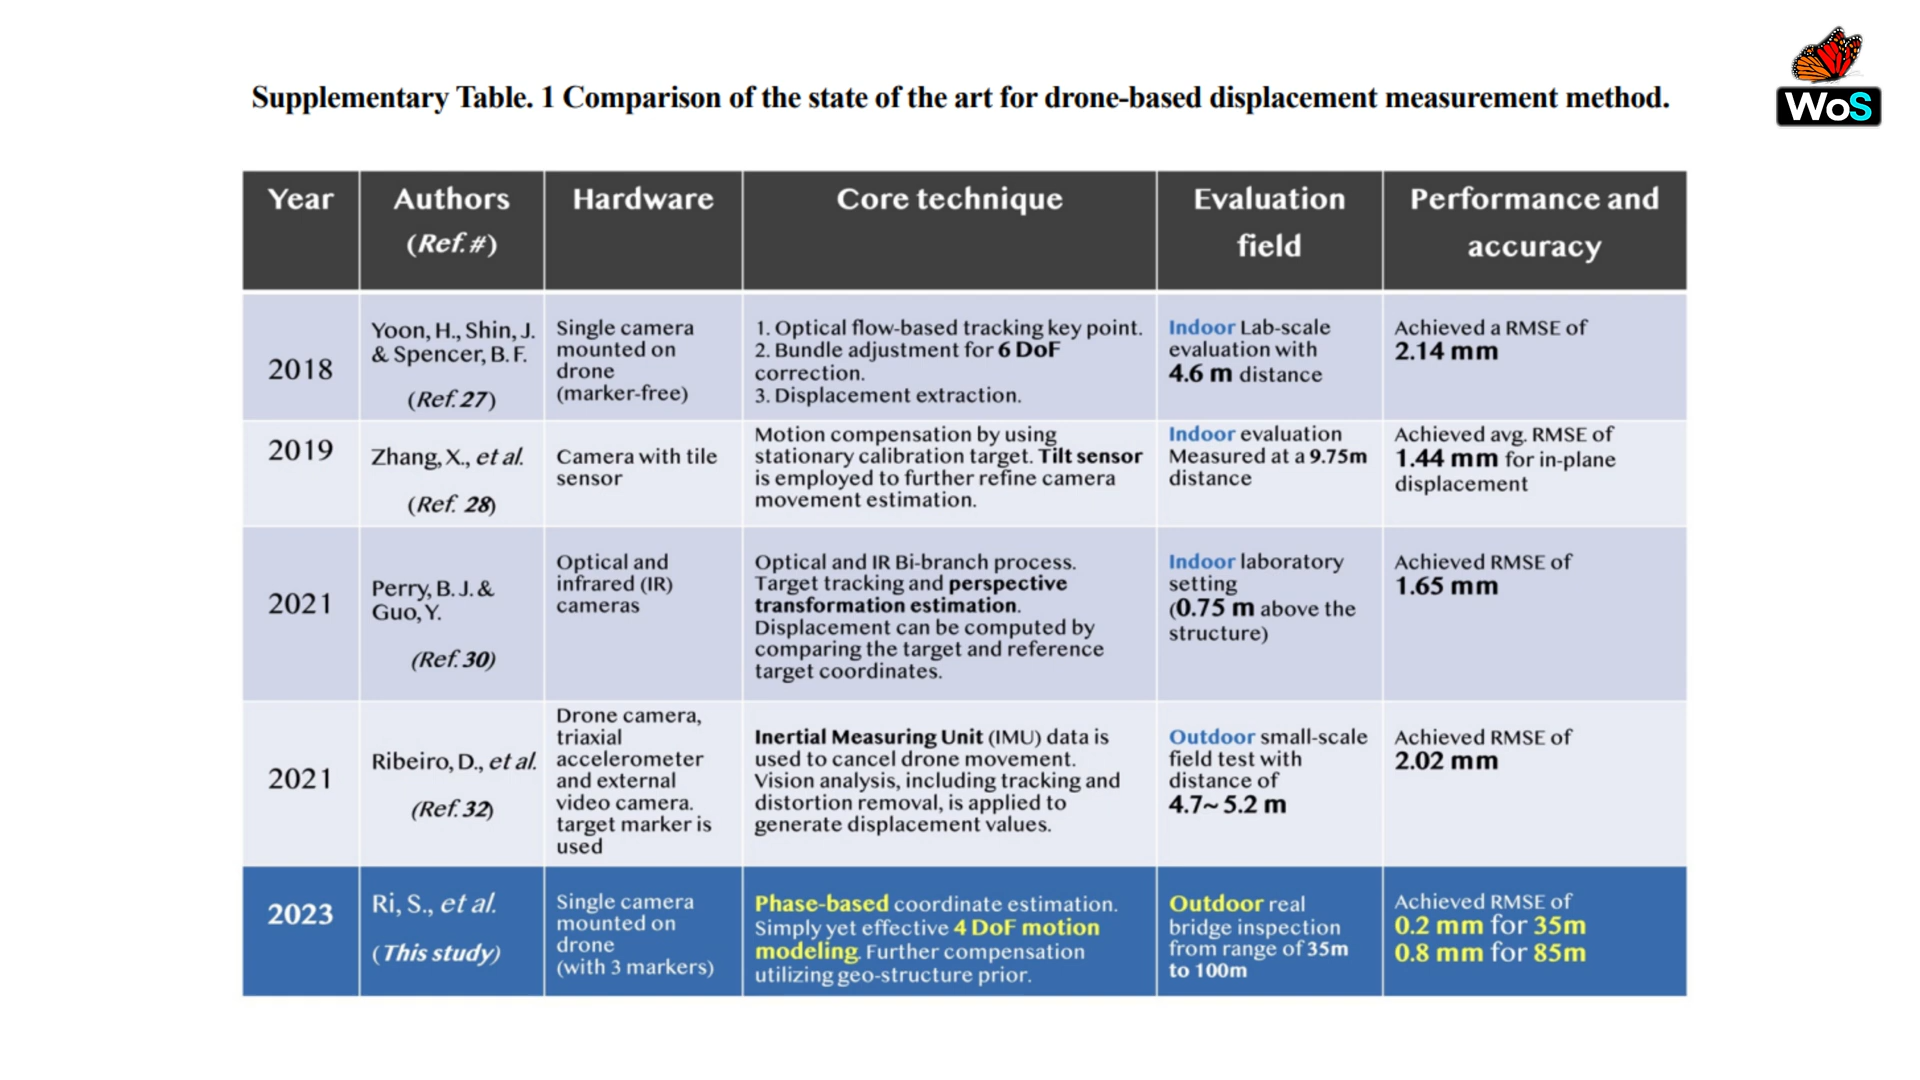 WoS
Supplementary Table. 1 Comparison of the state of the art for drone-based displacement measurement method.
Year
Authors
(Ref.#)
Hardware
Core technique
Evaluation
field
Performance and
accuracy
2018
Yoon, H., Shin, J.
& Spencer, B. F.
(Ref.27)
Single camera
mounted on
drone
(marker-free)
1. Optical flow-based tracking key point.
2. Bundle adjustment for 6 DoF
correction.
3. Displacement extraction.
Indoor Lab-scale
evaluation with
4.6 m distance
Achieved a RMSE of
2.14 mm
2019
Zhang, X., et al.
(Ref. 28)
Camera with tile
sensor
Motion compensation by using
stationary calibration target. Tilt sensor
is employed to further refine camera
movement estimation.
Indoor evaluation
Measured at a 9.75m
distance
Achieved avg. RMSE of
1.44 mm for in-plane
displacement
2021
Perry, B. J. &
Guo, Y.
(Ref. 30)
Optical and
infrared (IR)
cameras
Optical and IR Bi-branch process.
Target tracking and perspective
transformation estimation.
Displacement can be computed by
comparing the target and reference
target coordinates.
Indoor laboratory
setting
(0.75 m above the
structure)
Achieved RMSE of
1.65 mm
2021
Ribeiro, D., et al.
(Ref. 32)
Drone camera,
triaxial
accelerometer
and external
video camera.
target marker is
used
Inertial Measuring Unit (IMU) data is
used to cancel drone movement.
Vision analysis, including tracking and
distortion removal, is applied to
generate displacement values.
Outdoor small-scale
field test with
distance of
4.7~ 5.2 m
Achieved RMSE of
2.02 mm
2023
Ri, S., et al.
(This study)
Single camera
mounted on
drone
(with 3 markers)
Phase-based coordinate estimation.
Simply yet effective 4 DoF motion
modeling. Further compensation
utilizing geo-structure prior.
Outdoor real
bridge inspection
from range of 35m
to 100m
Achieved RMSE of
0.2 mm for 35m
0.8 mm for 85m